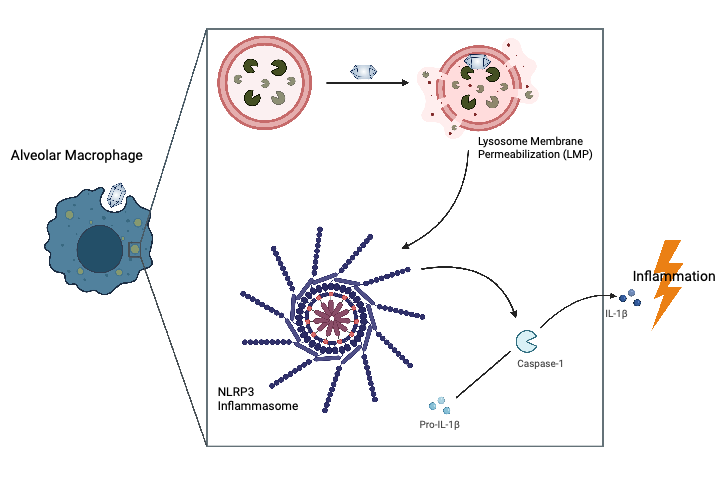 Lysosome Membrane
Permeabilization (LMP)
Alveolar Macrophage
Inflammation
IL-1β
Caspase-1
NLRP3
Inflammasome
Pro-IL-1β